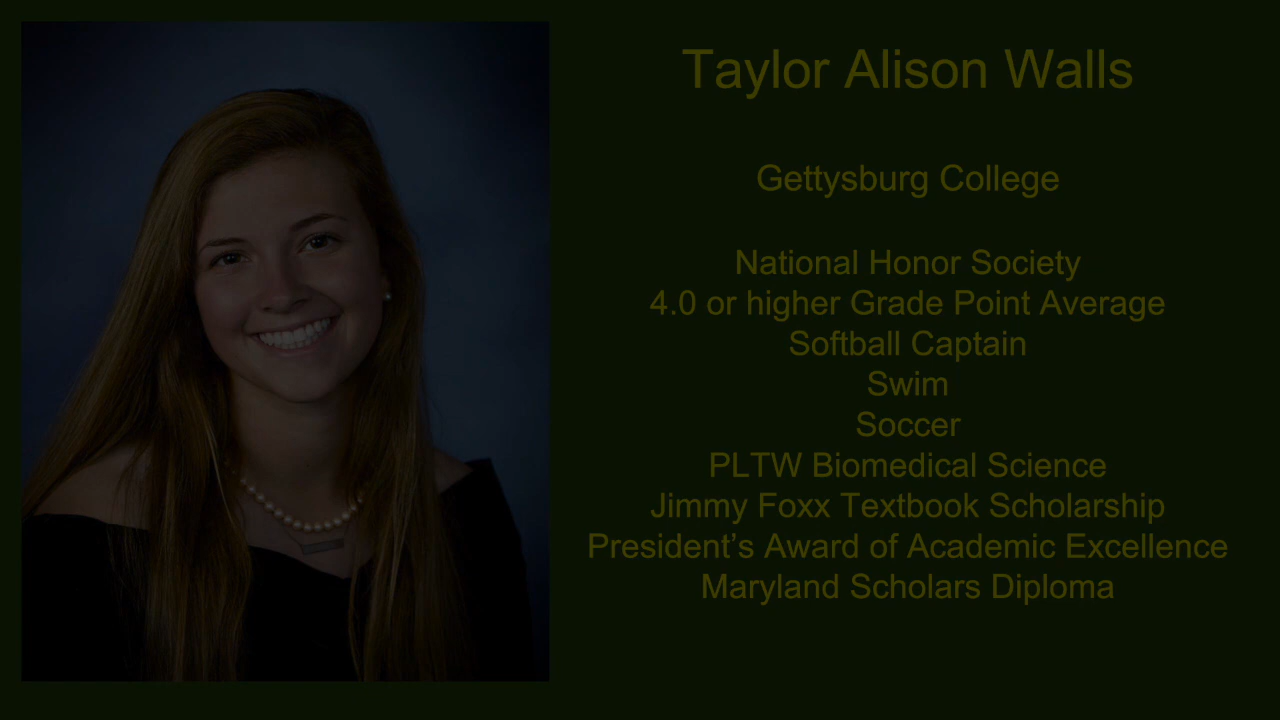 Taylor Alison Walls
Gettysburg College
National Honor Society
4.0 or higher Grade Point Average
Softball Captain
Swim
Soccer
PLTW Biomedical Science
Jimmy Foxx Textbook Scholarship
President’s Award of Academic Excellence
Maryland Scholars Diploma